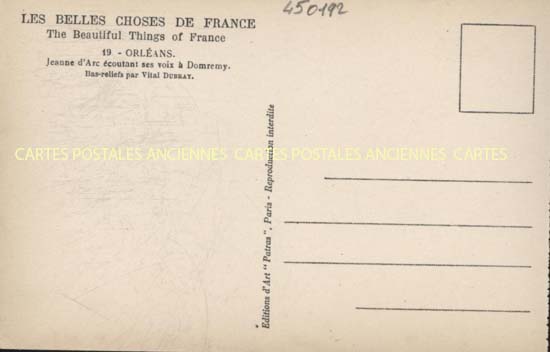 LES BELLES CHOSES DE FRANCE
The Beautiful Things of France
19 - ORLÉANS.
Jeanne d'Arc écoutant ses voix à Domremy.
Bas-reliefs par Vital DUBRAY.
450192
CARTES POSTALES ANCIENNES CARTES POSTALES ANCIENNES CARTES
Editions d'Art "Patras", Paris - Reproduction interdite